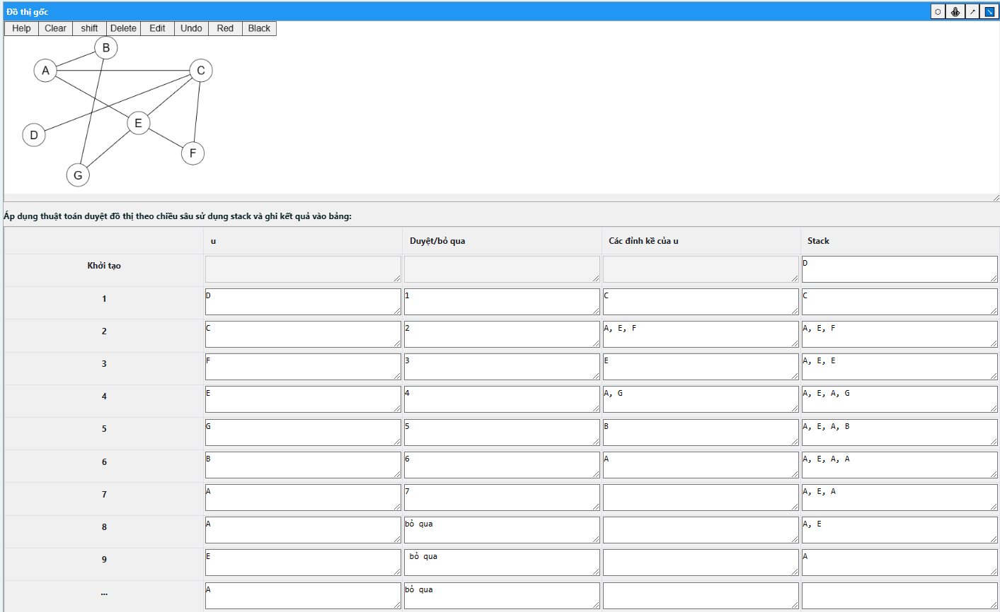 Đồ thị gốc
Help Clear shift Delete Edit Undo Red Black
B
A C
E
D
F
G
Áp dụng thuật toán duyệt đồ thị theo chiều sâu sử dụng stack và ghi kết quả vào bảng:
u Duyệt/bỏ qua Các đỉnh kề của u Stack
Khởi tạo D
1 D 1 C C
2 C 2 A, E, F A, E, F
3 F 3 E A, E, E
4 E 4 A, G A, E, A, G
5 G 5 B A, E, A, B
6 B 6 A A, E, A, A
7 A 7 A, E, A
8 A bỏ qua A, E
9 E bỏ qua A
... A bỏ qua